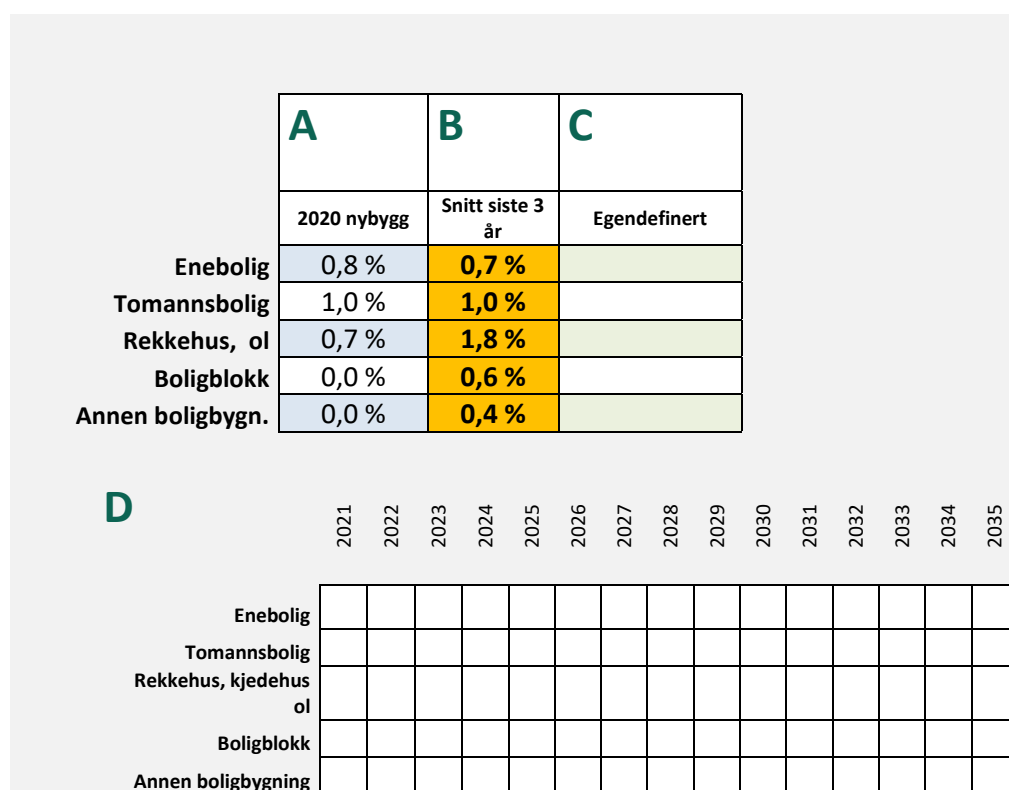 A B C
2020 nybygg Snitt siste 3 år Egendefinert
Enebolig 0,8 % 0,7 %
Tomannsbolig 1,0 % 1,0 %
Rekkehus, ol 0,7 % 1,8 %
Boligblokk 0,0 % 0,6 %
Annen boligbygn. 0,0 % 0,4 %
D 2021 2022 2023 2024 2025 2026 2027 2028 2029 2030 2031 2032 2033 2034 2035
Enebolig
Tomannsbolig
Rekkehus, kjedehus
ol
Boligblokk
Annen boligbygning